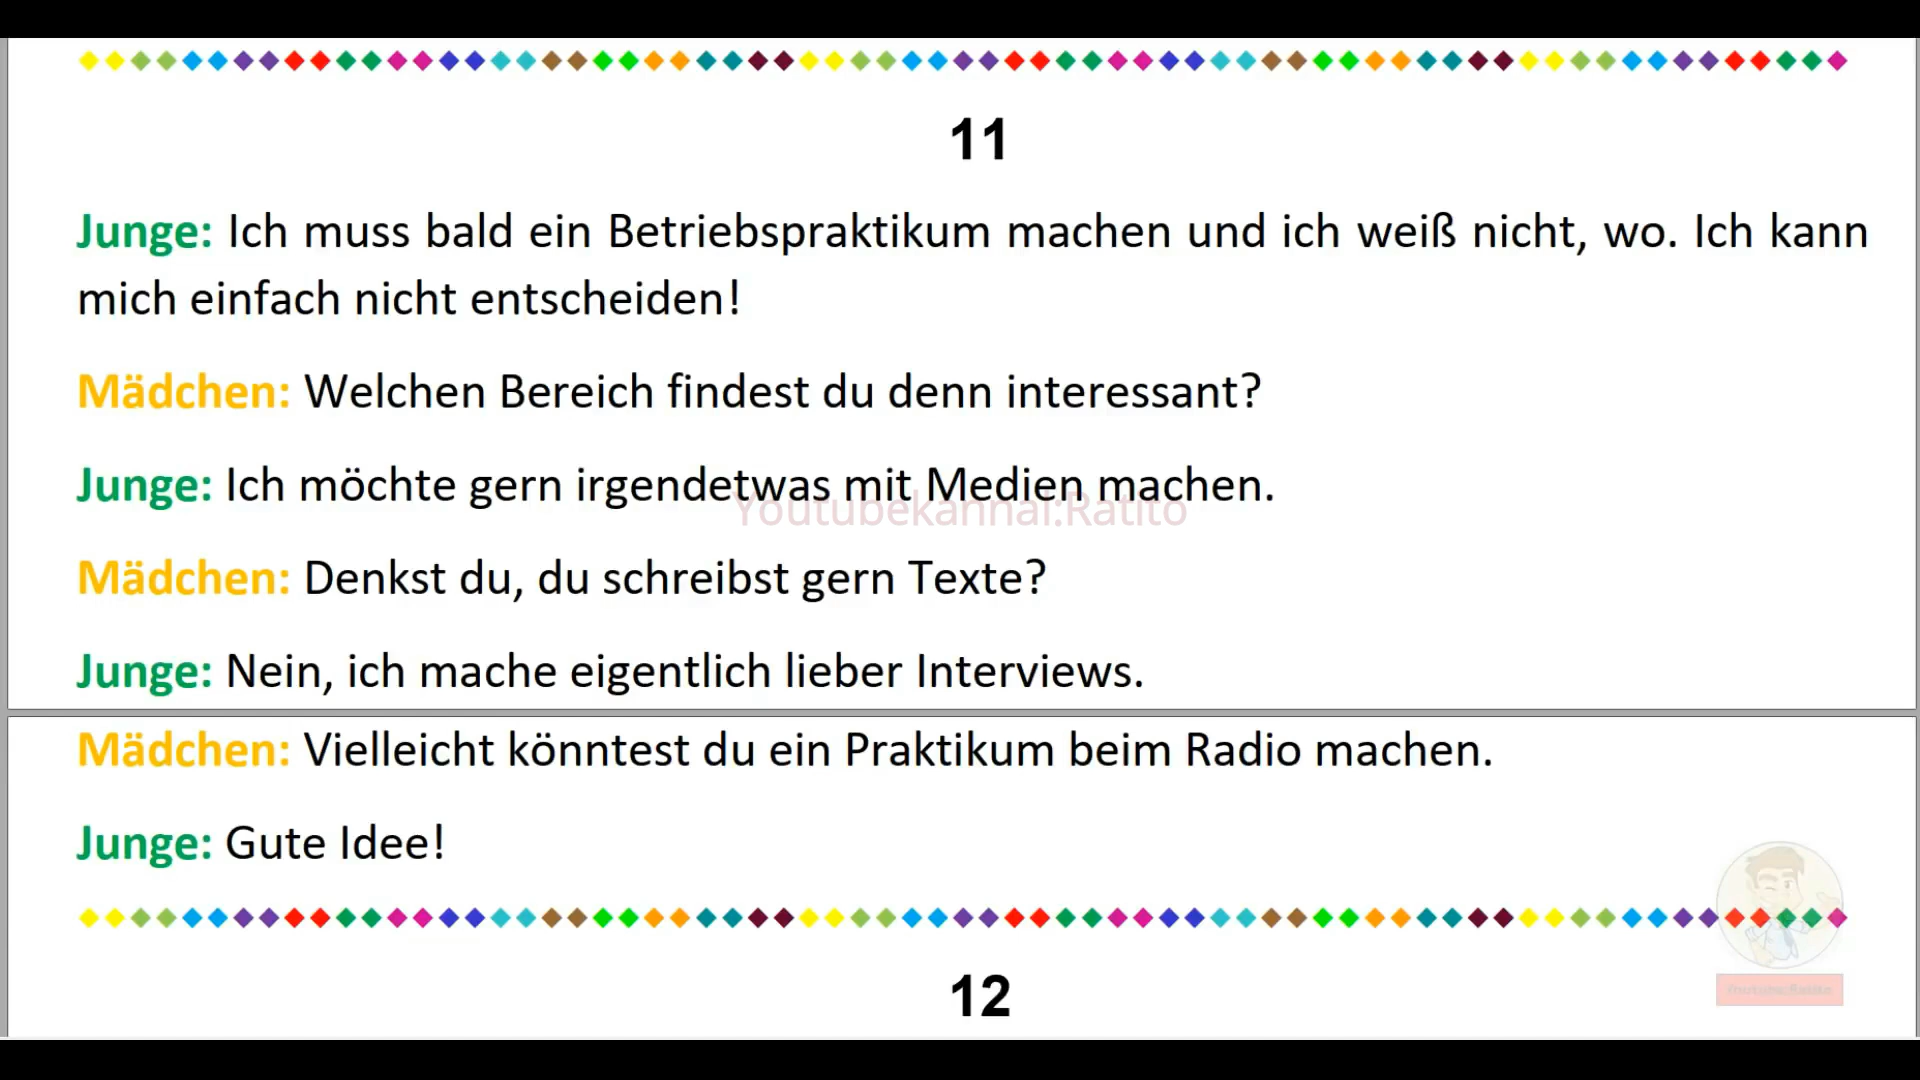 11
Junge: Ich muss bald ein Betriebspraktikum machen und ich weiß nicht, wo. Ich kann
mich einfach nicht entscheiden!
Mädchen: Welchen Bereich findest du denn interessant?
Junge: Ich möchte gern irgendetwas mit Medien machen.
Youtubekannal:Ratito
Mädchen: Denkst du, du schreibst gern Texte?
Junge: Nein, ich mache eigentlich lieber Interviews.
Mädchen: Vielleicht könntest du ein Praktikum beim Radio machen.
Junge: Gute Idee!
Youtube:Ratito
12